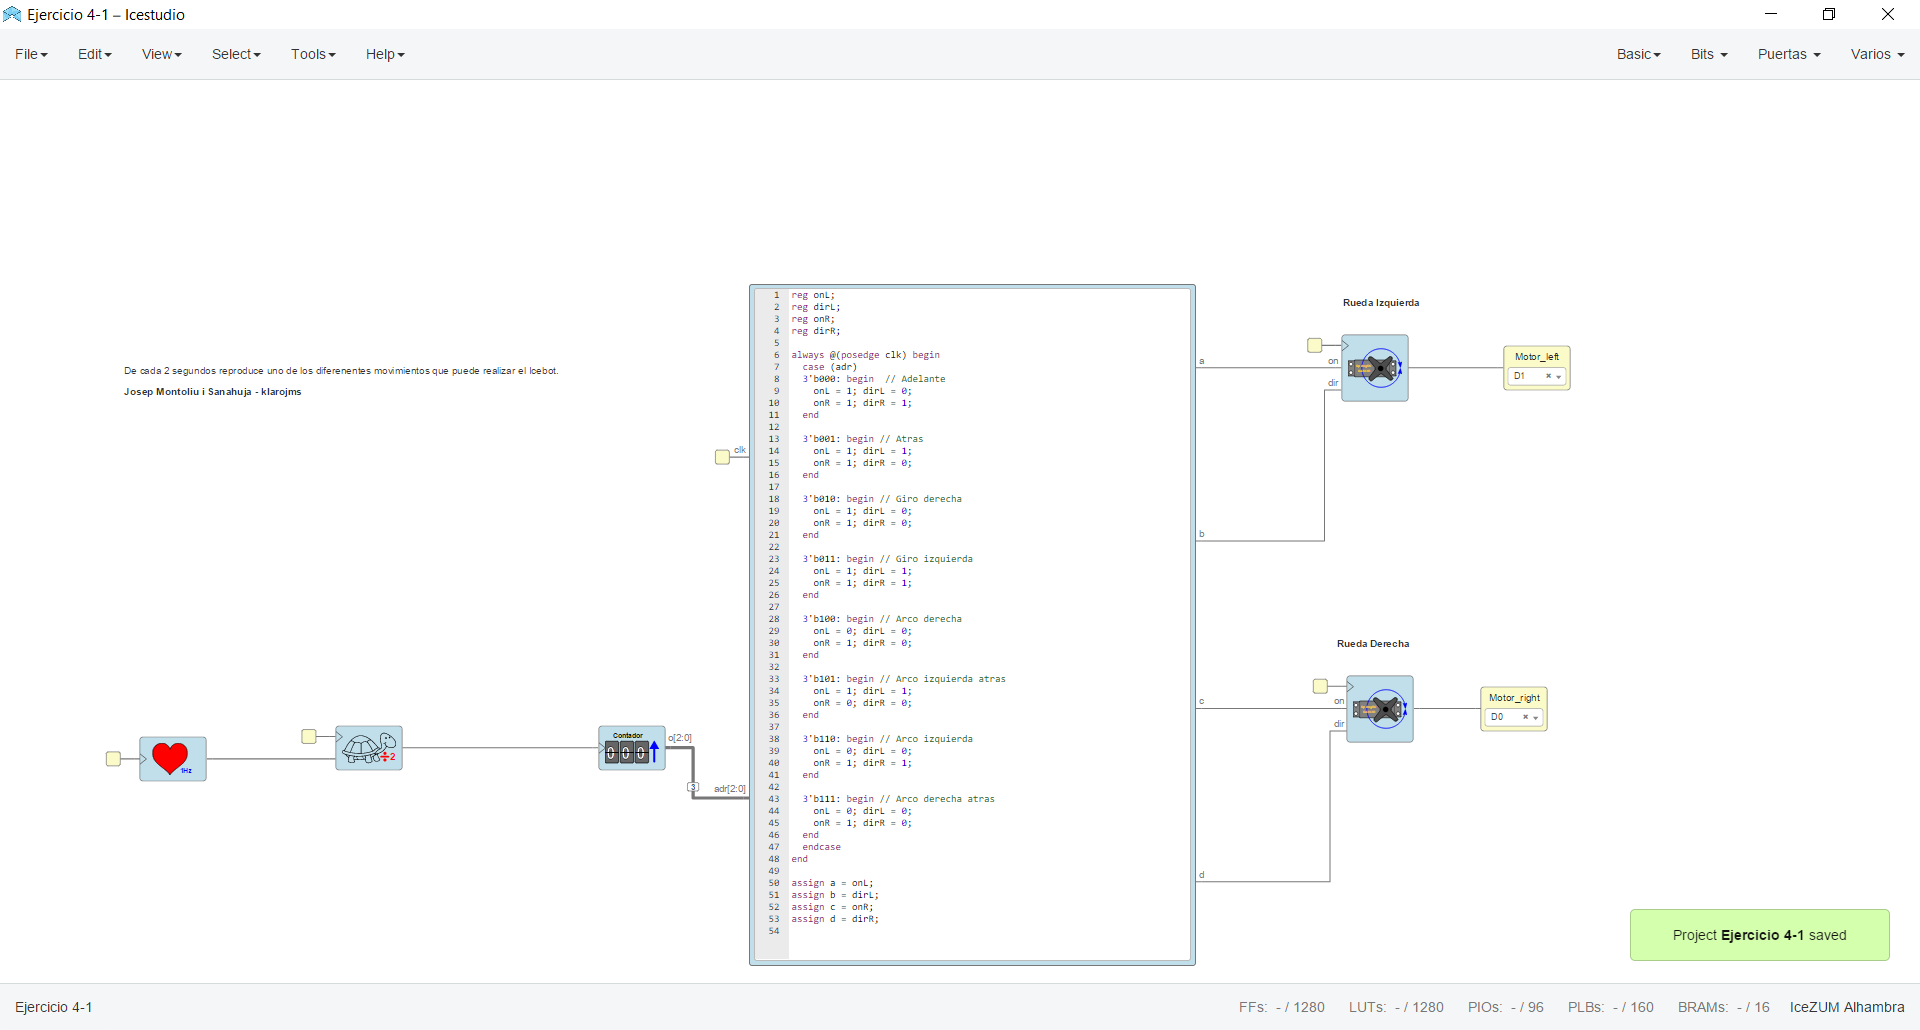 Ejercicio 4-1 – Icestudio
File Edit View Select Tools Help Basic Bits Puertas Varios
De cada 2 segundos reproduce uno de los diferenentes movimientos que puede realizar el Icebot.
Josep Montoliu i Sanahuja - klarojms
1Hz
÷2
Contador
000
o[2:0]
3
adr[2:0]
clk
1 reg onL;
2 reg dirL;
3 reg onR;
4 reg dirR;
5
6 always @(posedge clk) begin
7 case (adr)
8 3'b000: begin // Adelante
9 onL = 1; dirL = 0;
10 onR = 1; dirR = 1;
11 end
12
13 3'b001: begin // Atras
14 onL = 1; dirL = 1;
15 onR = 1; dirR = 0;
16 end
17
18 3'b010: begin // Giro derecha
19 onL = 1; dirL = 0;
20 onR = 1; dirR = 0;
21 end
22
23 3'b011: begin // Giro izquierda
24 onL = 1; dirL = 1;
25 onR = 1; dirR = 1;
26 end
27
28 3'b100: begin // Arco derecha
29 onL = 0; dirL = 0;
30 onR = 1; dirR = 0;
31 end
32
33 3'b101: begin // Arco izquierda atras
34 onL = 1; dirL = 1;
35 onR = 0; dirR = 0;
36 end
37
38 3'b110: begin // Arco izquierda
39 onL = 0; dirL = 0;
40 onR = 1; dirR = 1;
41 end
42
43 3'b111: begin // Arco derecha atras
44 onL = 0; dirL = 0;
45 onR = 1; dirR = 0;
46 end
47 endcase
48 end
49
50 assign a = onL;
51 assign b = dirL;
52 assign c = onR;
53 assign d = dirR;
54
a
b
c
d
Rueda Izquierda
on
dir
Motor_left
D1
Rueda Derecha
on
dir
Motor_right
D0
Project Ejercicio 4-1 saved
Ejercicio 4-1 FFs: - / 1280 LUTs: - / 1280 PIOs: - / 96 PLBs: - / 160 BRAMs: - / 16 IceZUM Alhambra